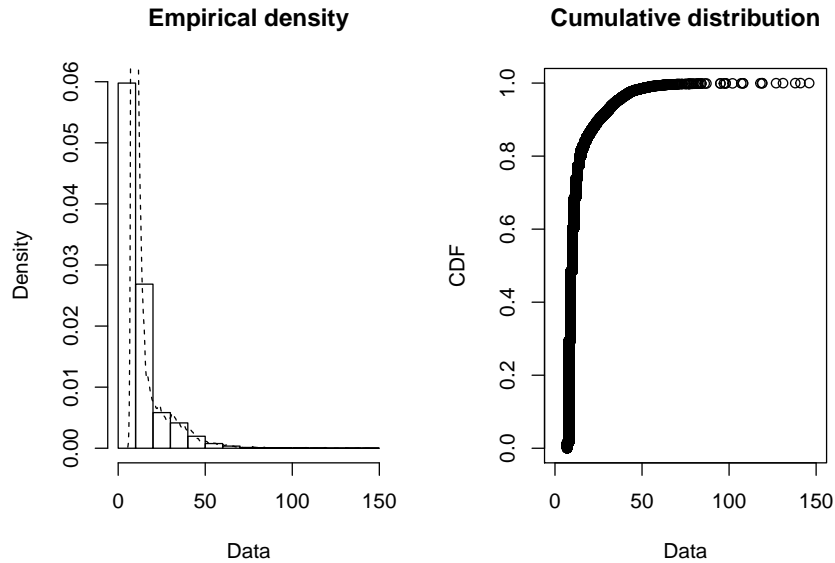 Empirical density
Density
0.00 0.01 0.02 0.03 0.04 0.05 0.06
0 50 100 150
Data
Cumulative distribution
CDF
0.0 0.2 0.4 0.6 0.8 1.0
0 50 100 150
Data